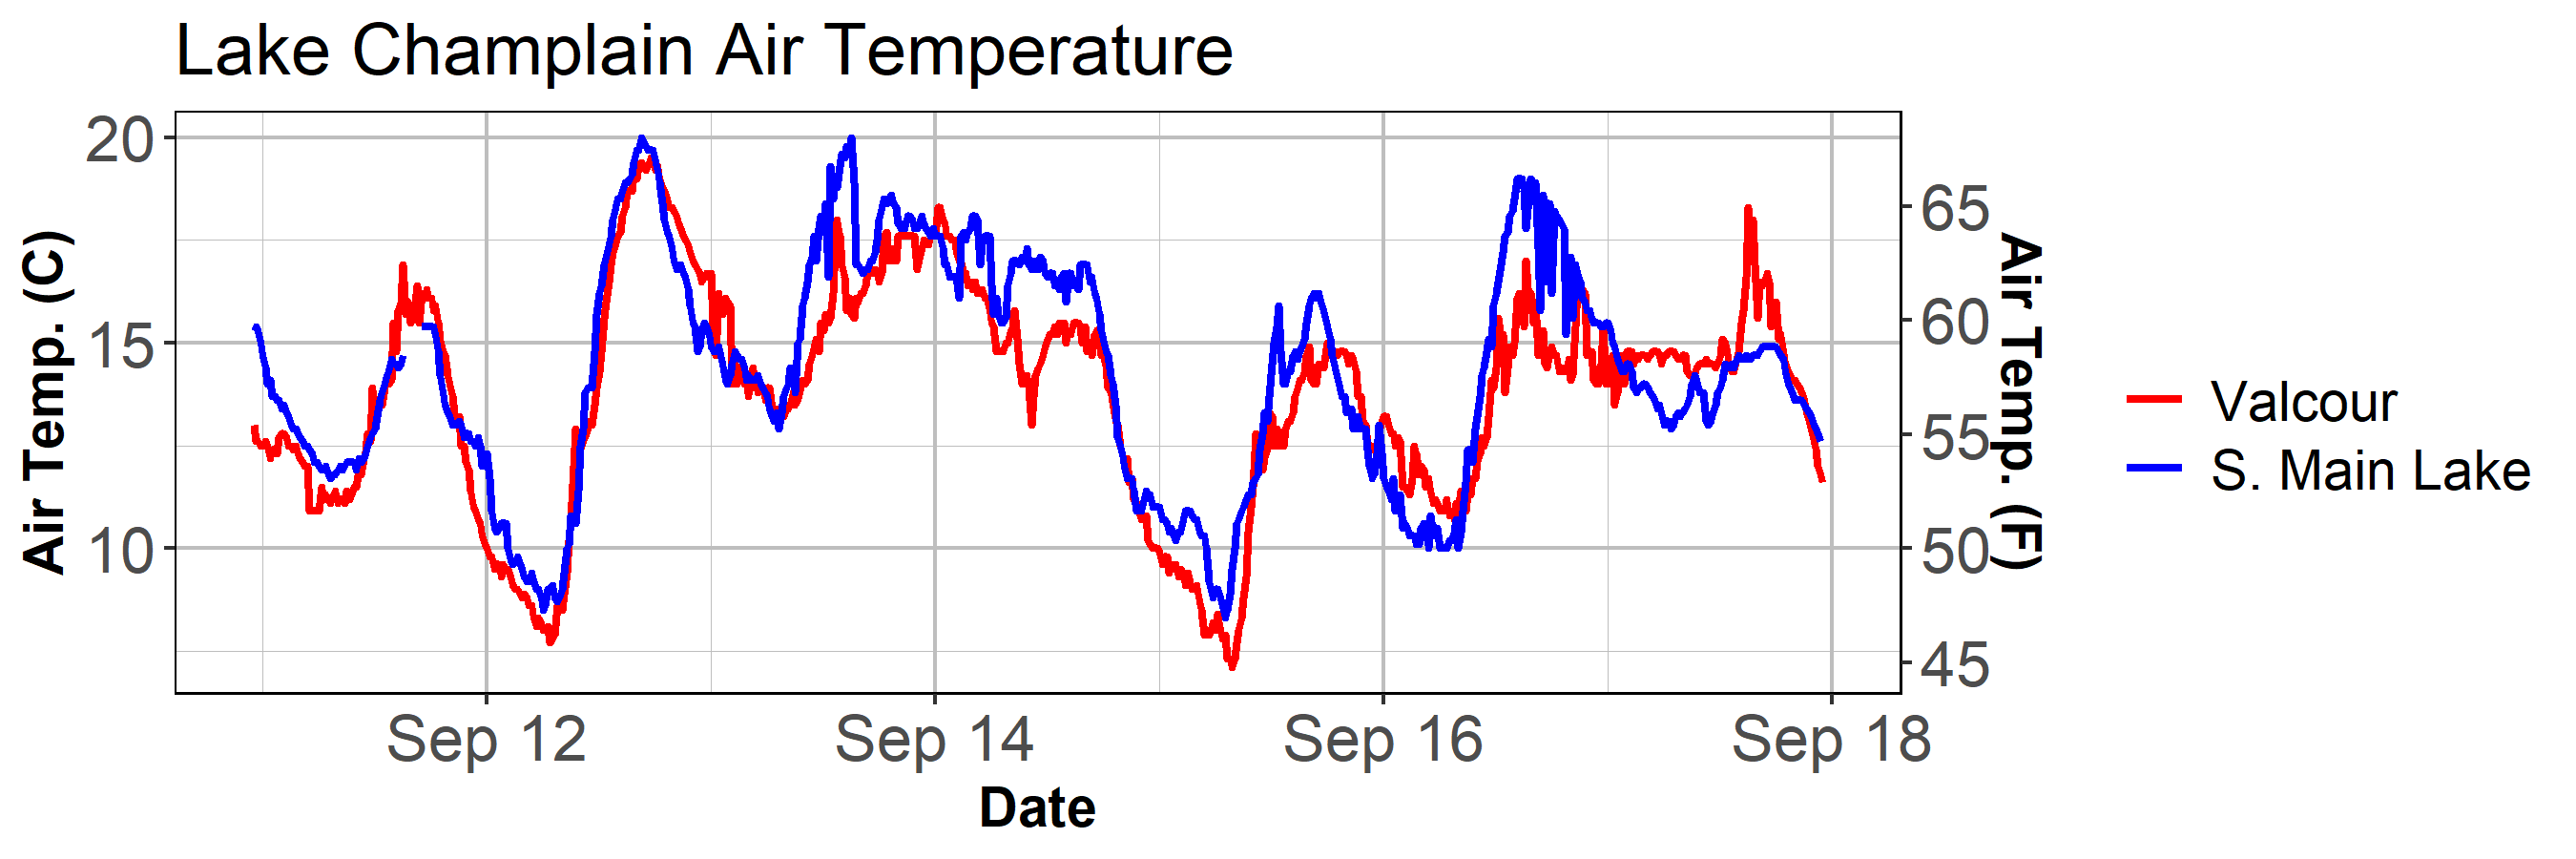 Lake Champlain Air Temperature
Air Temp. (C)
20
15
10
65
60
55
50
45
Air Temp. (F)
Sep 12 Sep 14 Sep 16 Sep 18
Date
Valcour
S. Main Lake